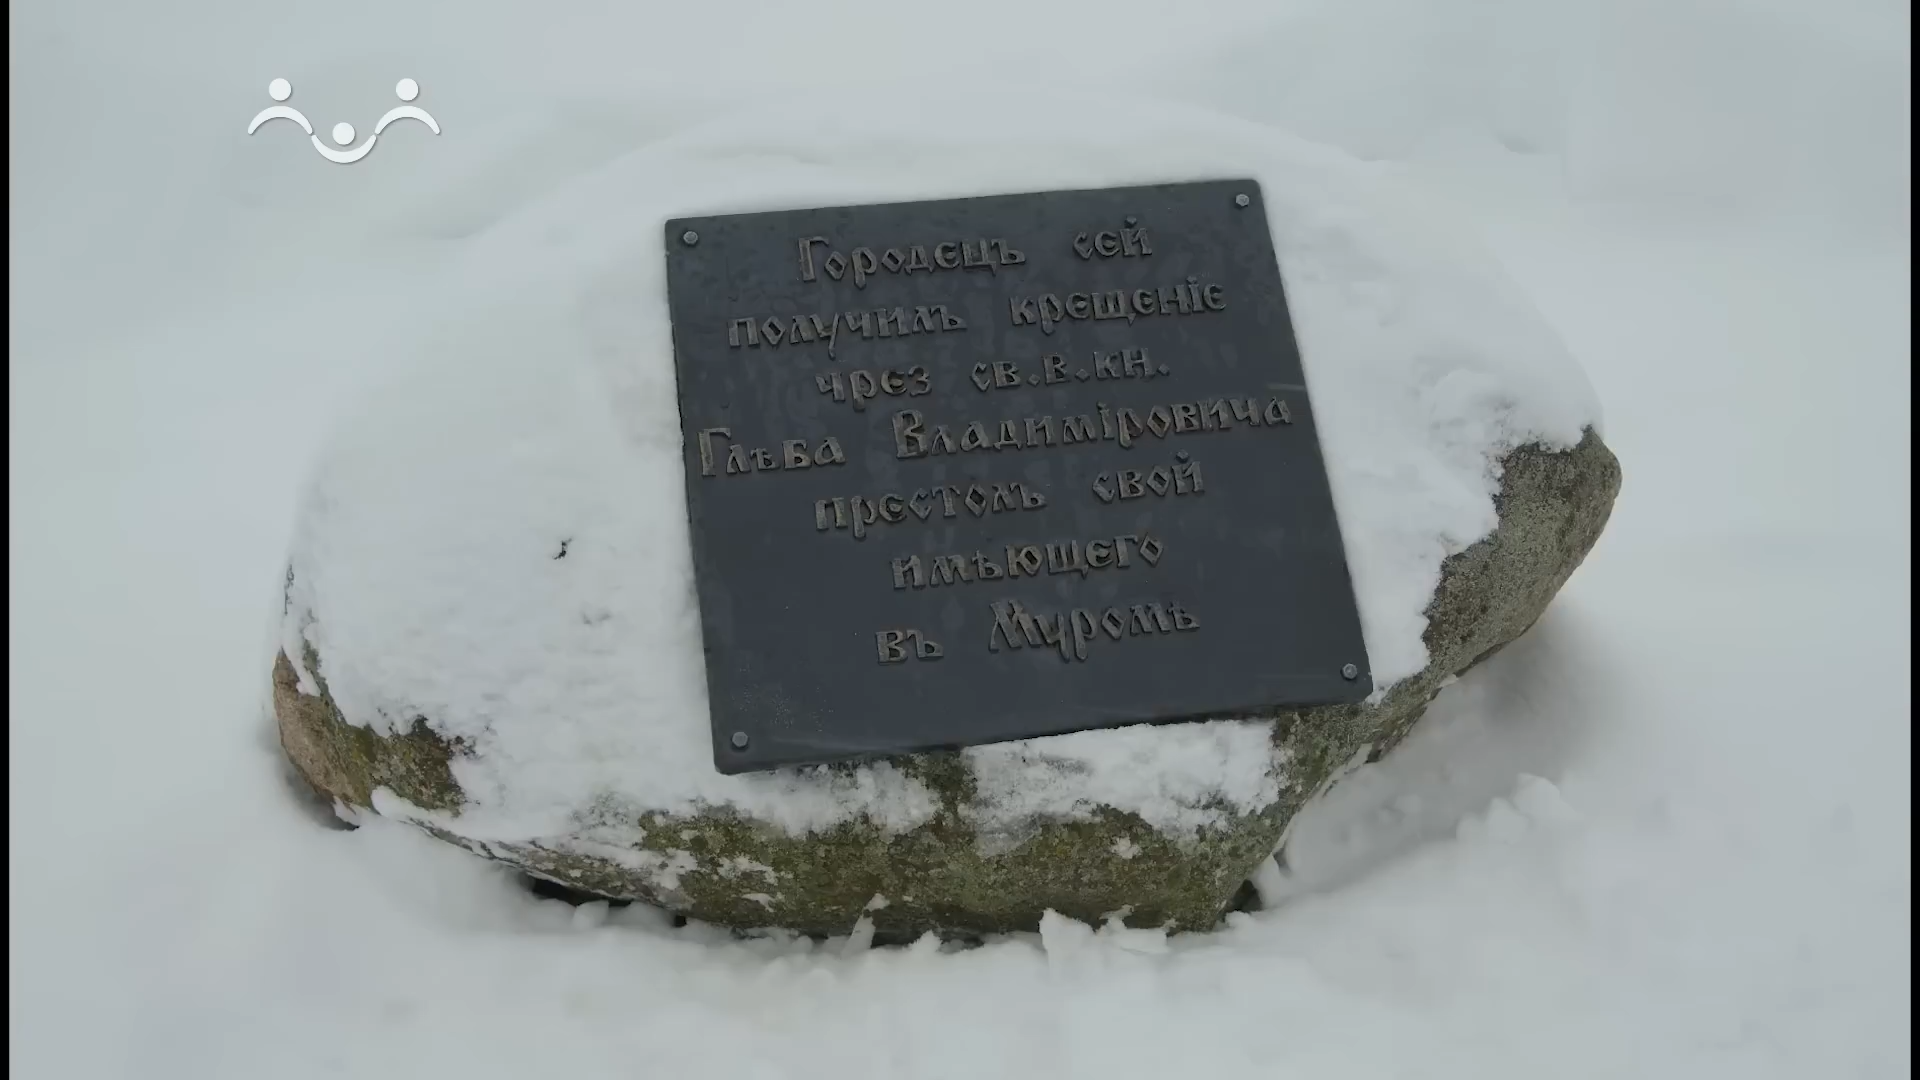 Городецъ сей
получилъ крещеніе
чрез св.в.кн.
Глѣба Владиміровича
престолъ свой
имѣющего
въ Муромѣ